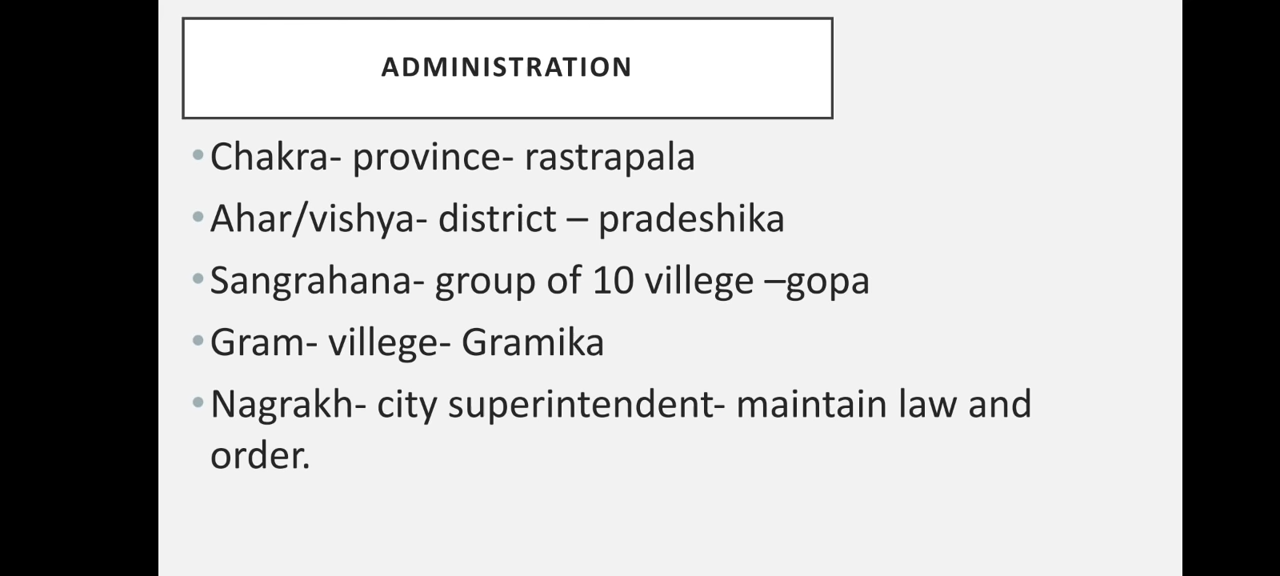 ADMINISTRATION
•Chakra- province- rastrapala
•Ahar/vishya- district – pradeshika
•Sangrahana- group of 10 villege –gopa
•Gram- villege- Gramika
•Nagrakh- city superintendent- maintain law and
order.